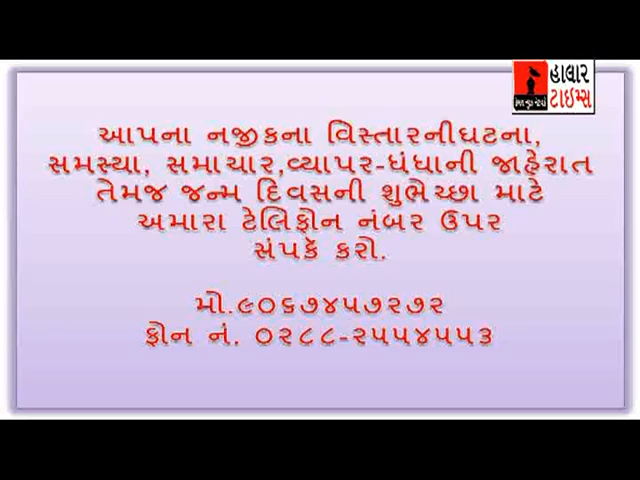 હાલાર
ટાઇમ્સ
આપના નજીકના વિસ્તારનીઘટના,
સમસ્યા, સમાચાર,વ્યાપર-ધંધાની જાહેરાત
તેમજ જન્મ દિવસની શુભેચ્છા માટે
અમારા ટેલિફોન નંબર ઉપર
સંપર્ક કરો.
મો.૯૦૬૭૪૫૭૨૭૨
ફોન નં. ૦૨૮૮-૨૫૫૪૫૫૩